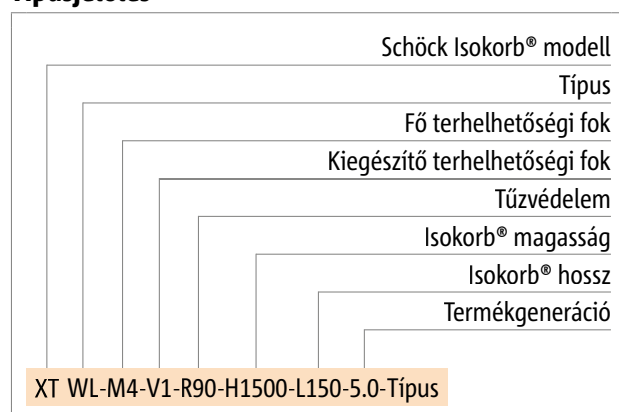 Schöck Isokorb® modell
Típus
Fő terhelhetőségi fok
Kiegészítő terhelhetőségi fok
Tűzvédelem
Isokorb® magasság
Isokorb® hossz
Termékgeneráció
XT WL-M4-V1-R90-H1500-L150-5.0-Típus